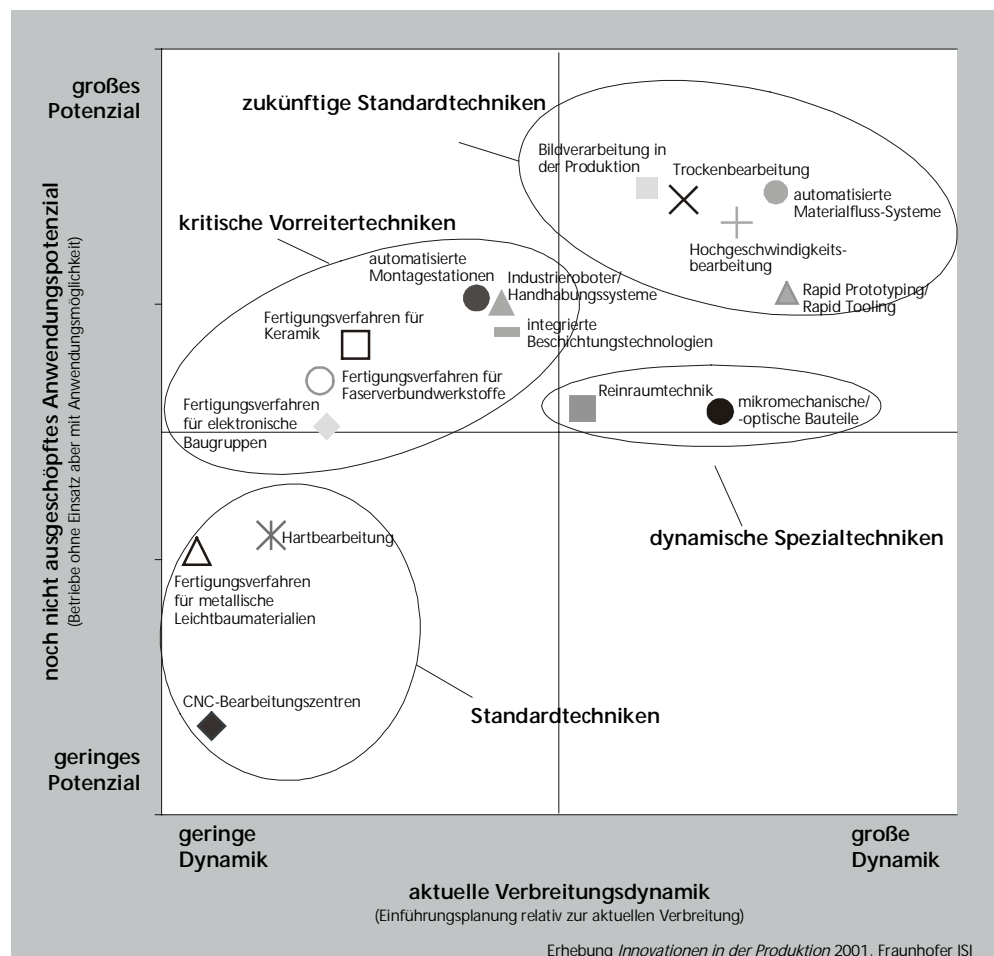 großes
Potenzial
zukünftige Standardtechniken
Bildverarbeitung in
der Produktion
Trockenbearbeitung
automatisierte
Materialfluss-Systeme
Hochgeschwindigkeits-
bearbeitung
Rapid Prototyping/
Rapid Tooling
kritische Vorreitertechniken
automatisierte
Montagestationen
Industrieroboter/
Handhabungssysteme
integrierte
Beschichtungstechnologien
Fertigungsverfahren für
Keramik
Fertigungsverfahren für
Faserverbundwerkstoffe
Fertigungsverfahren
für elektronische
Baugruppen
Reinraumtechnik
mikromechanische/
-optische Bauteile
dynamische Spezialtechniken
Hartbearbeitung
Fertigungsverfahren
für metallische
Leichtbaumaterialien
CNC-Bearbeitungszentren
Standardtechniken
noch nicht ausgeschöpftes Anwendungspotenzial
(Betriebe ohne Einsatz aber mit Anwendungsmöglichkeit)
geringes
Potenzial
geringe
Dynamik
große
Dynamik
aktuelle Verbreitungsdynamik
(Einführungsplanung relativ zur aktuellen Verbreitung)
Erhebung Innovationen in der Produktion 2001, Fraunhofer ISI